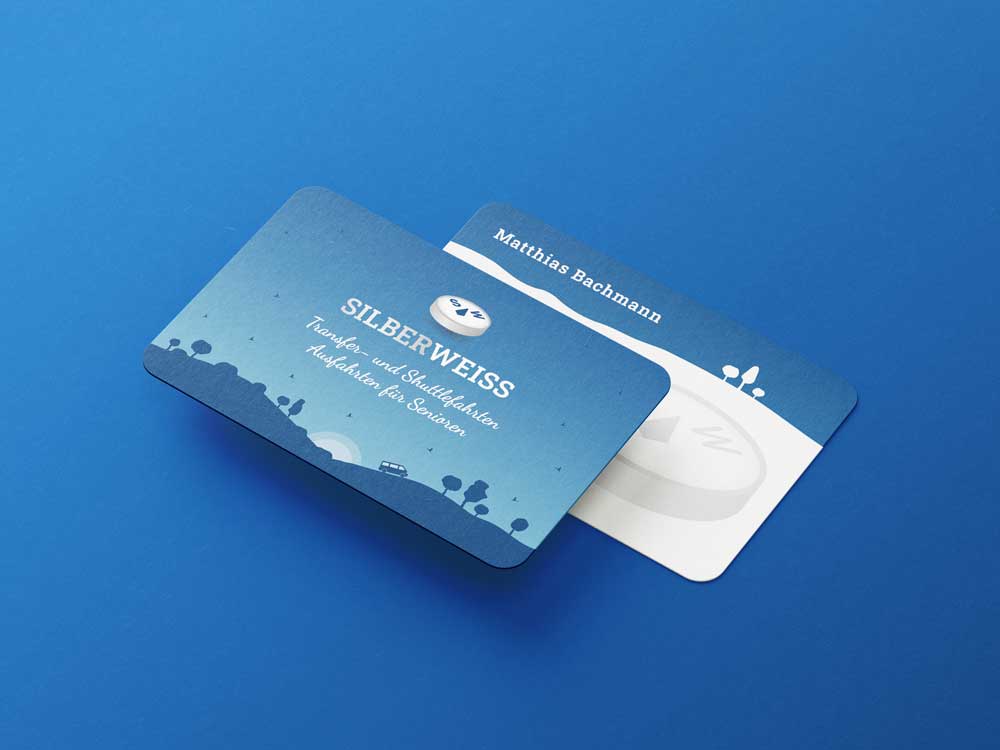 S W
SILBERWEISS
Transfer- und Shuttlefahrten
Ausfahrten für Senioren
Matthias Bachmann
W